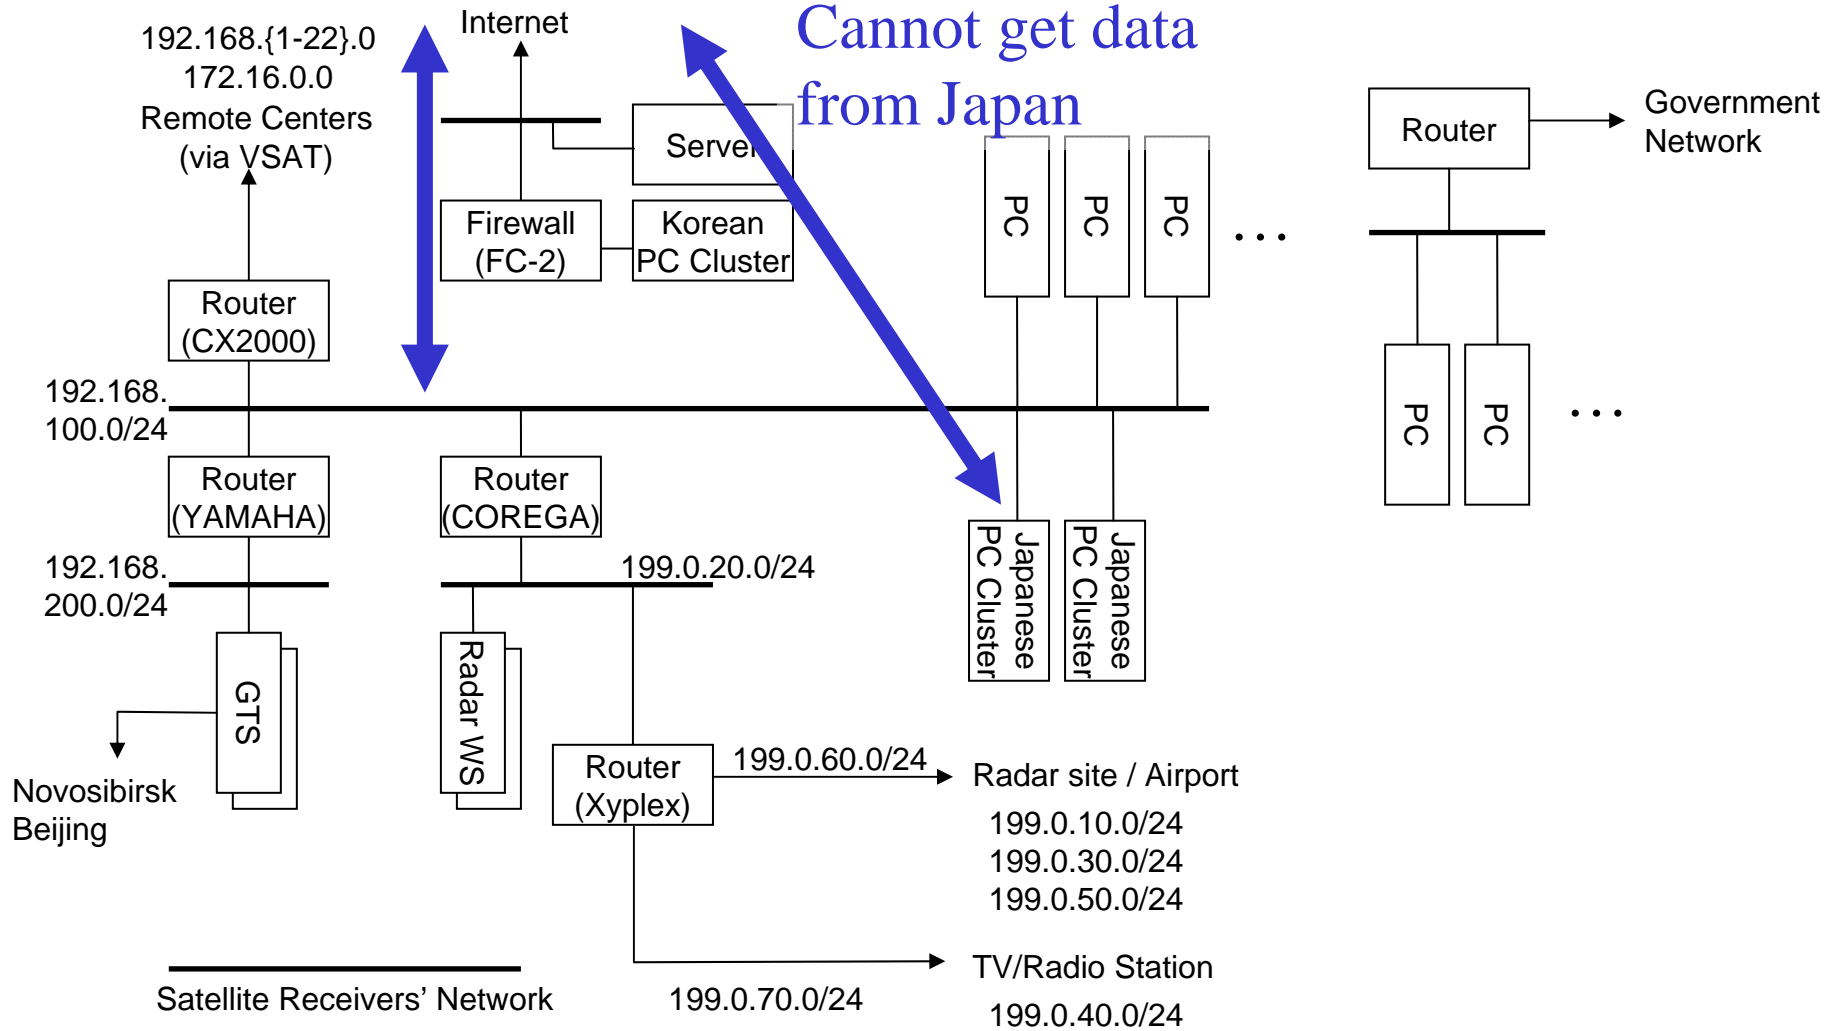 192.168.{1-22}.0
172.16.0.0
Remote Centers
(via VSAT)
Internet
Cannot get data
from Japan
Server
Firewall
(FC-2)
Korean
PC Cluster
PC
PC
PC
...
Router
Government
Network
PC
PC
...
Router
(CX2000)
192.168.
100.0/24
Router
(YAMAHA)
Router
(COREGA)
192.168.
200.0/24
199.0.20.0/24
Japanese
PC Cluster
Japanese
PC Cluster
GTS
Radar WS
Novosibirsk
Beijing
Router
(Xyplex)
199.0.60.0/24
Radar site / Airport
199.0.10.0/24
199.0.30.0/24
199.0.50.0/24
TV/Radio Station
199.0.40.0/24
199.0.70.0/24
Satellite Receivers’ Network